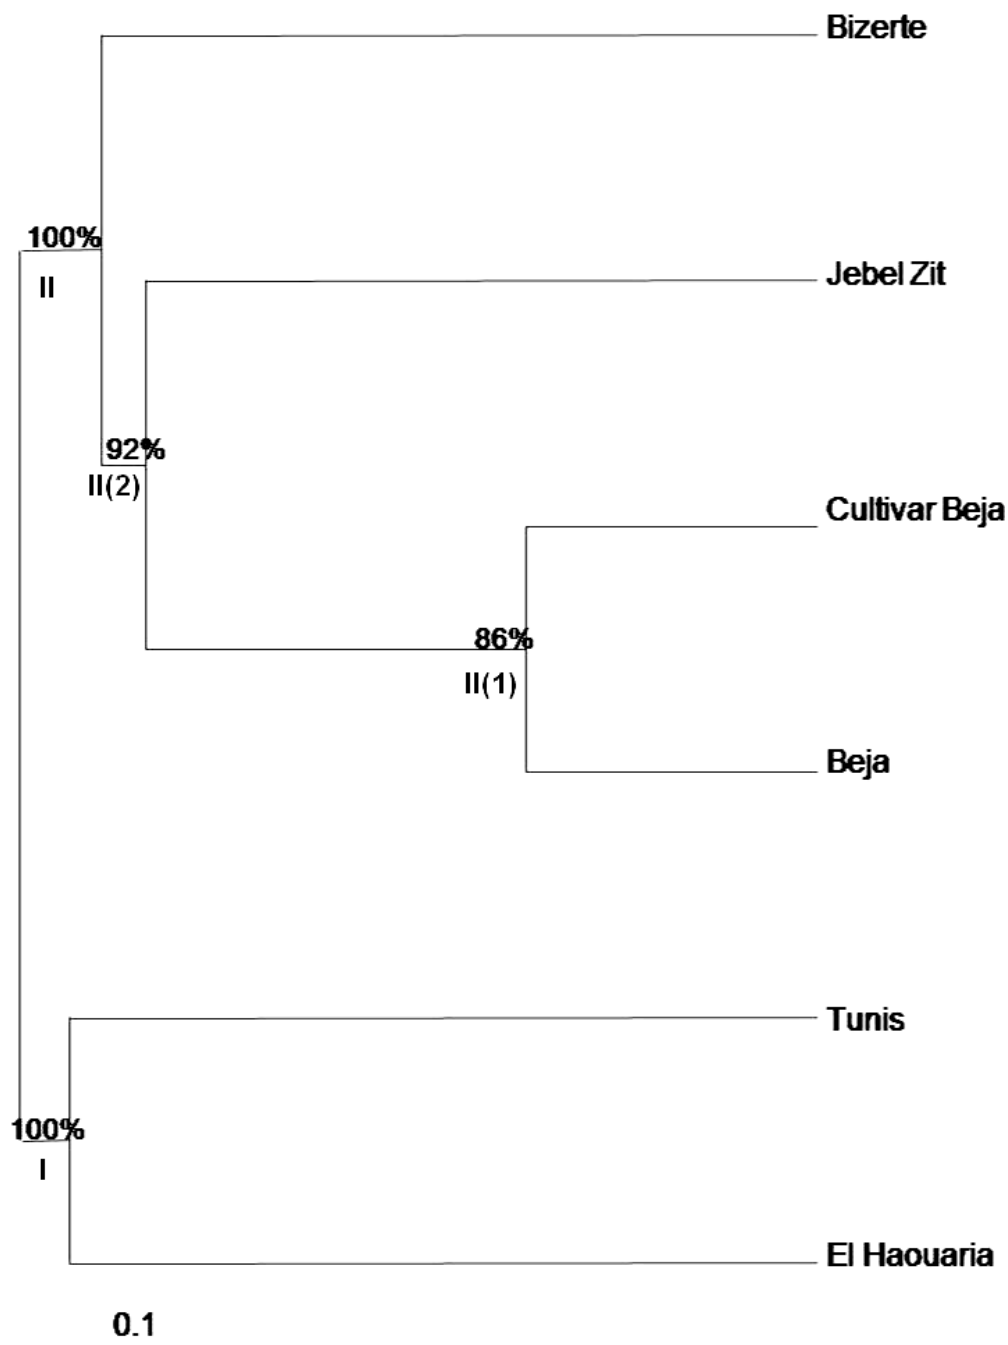 Bizerte
100%
II
Jebel Zit
92%
II(2)
Cultivar Beja
86%
II(1)
Beja
Tunis
100%
I
El Haouaria
0.1